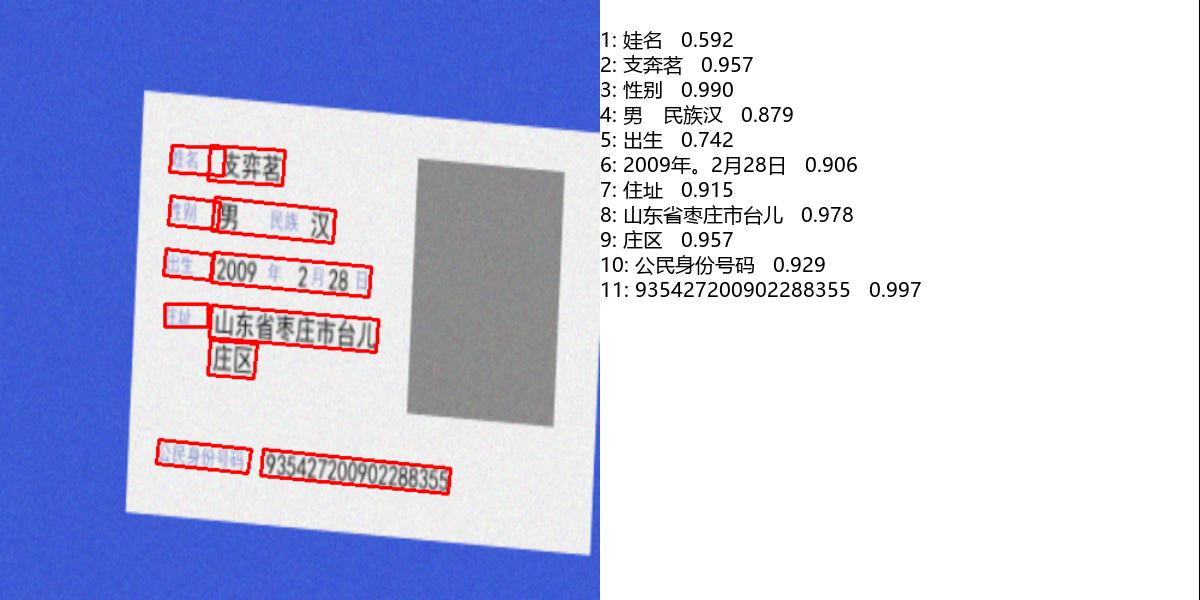 姓名 支弈茗
性别 男 民族 汉
出生 2009 年 2 月 28 日
住址 山东省枣庄市台儿
庄区
公民身份号码 935427200902288355
1: 娃名 0.592
2: 支奔茗 0.957
3: 性别 0.990
4: 男 民族汉 0.879
5: 出生 0.742
6: 2009年。2月28日 0.906
7: 住址 0.915
8: 山东省枣庄市台儿 0.978
9: 庄区 0.957
10: 公民身份号码 0.929
11: 935427200902288355 0.997